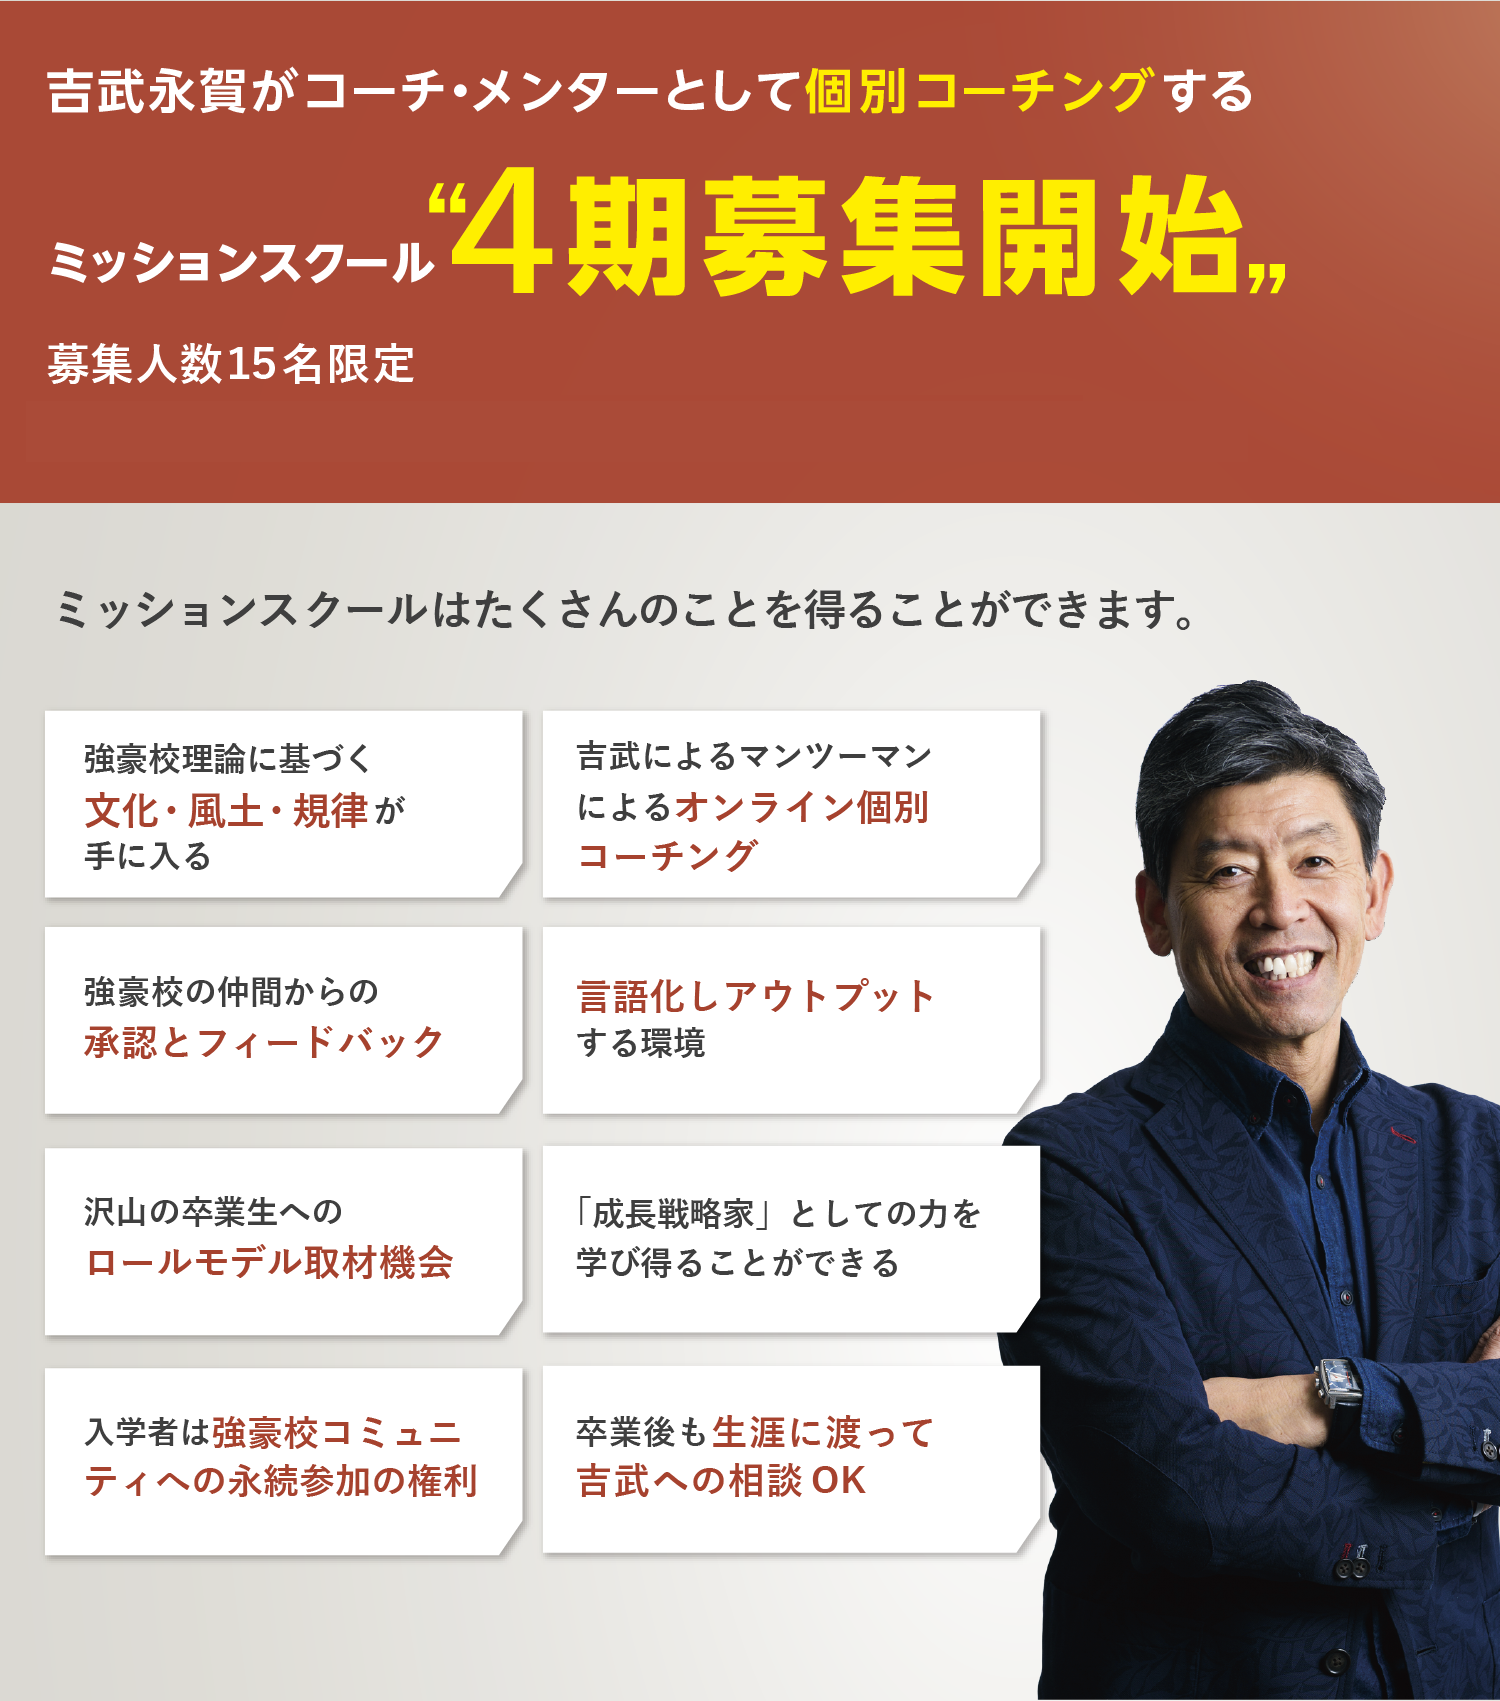 吉武永賀がコーチ・メンターとして個別コーチングする
ミッションスクール“4期募集開始„
募集人数15名限定
ミッションスクールはたくさんのことを得ることができます。
強豪校理論に基づく
文化・風土・規律が
手に入る
吉武によるマンツーマン
によるオンライン個別
コーチング
強豪校の仲間からの
承認とフィードバック
言語化しアウトプット
する環境
沢山の卒業生への
ロールモデル取材機会
「成長戦略家」としての力を
学び得ることができる
入学者は強豪校コミュニ
ティへの永続参加の権利
卒業後も生涯に渡って
吉武への相談OK